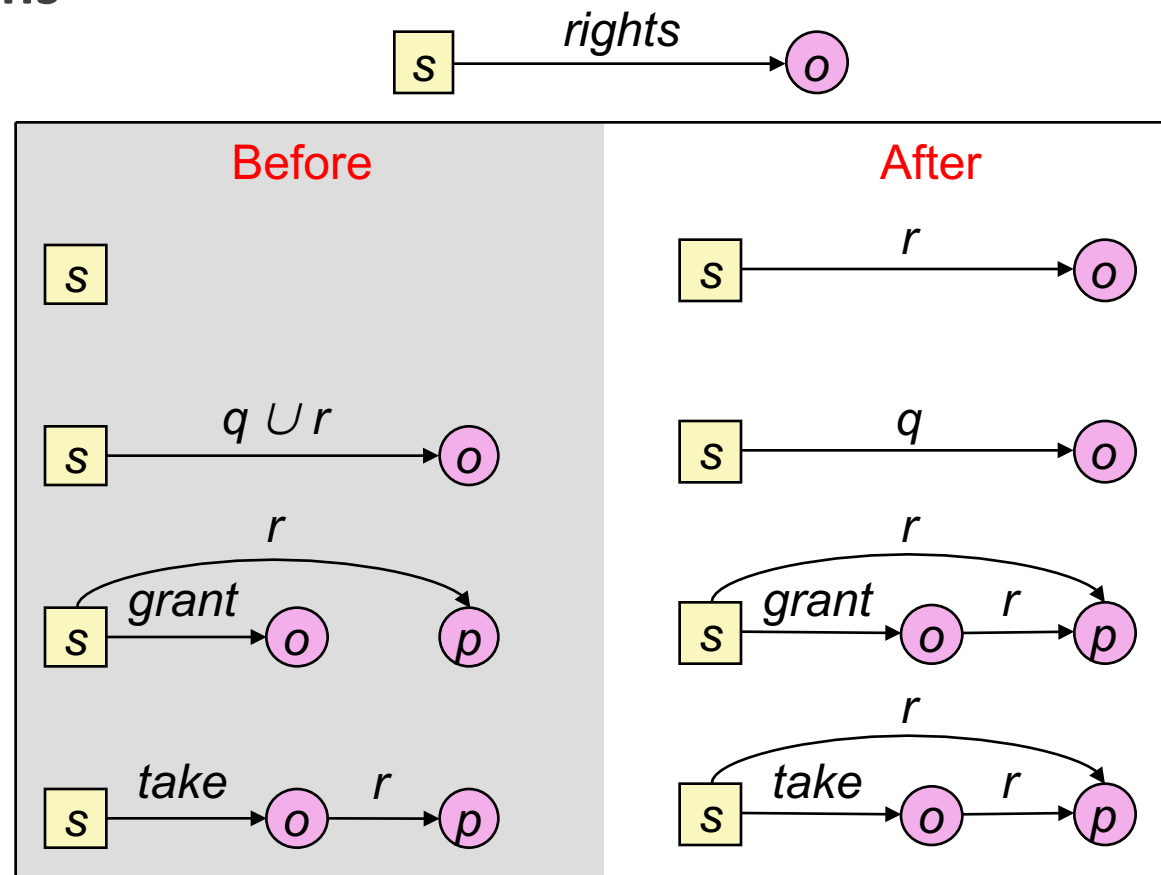 rights
s o
Before After
r
s s o
q ∪ r q
s o s o
r r
grant grant r
s o p s o p
r
take r take r
s o p s o p